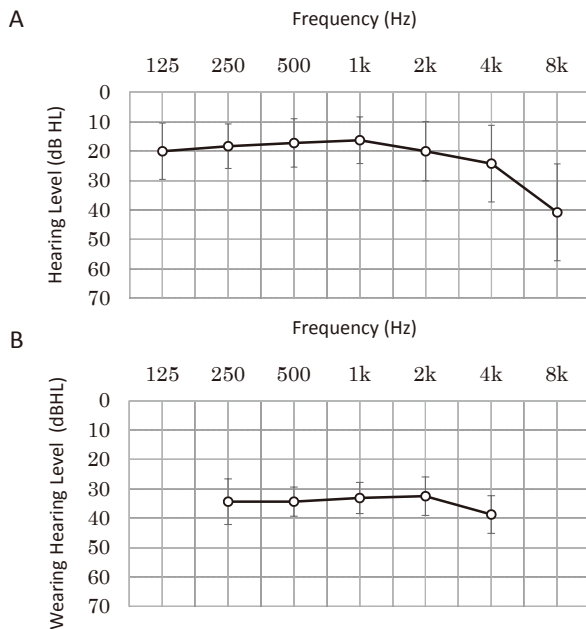 A
Frequency (Hz)
125 250 500 1k 2k 4k 8k
0
10
20
30
40
50
60
70
Hearing Level (dB HL)
B
Frequency (Hz)
125 250 500 1k 2k 4k 8k
0
10
20
30
40
50
60
70
Wearing Hearing Level (dBHL)